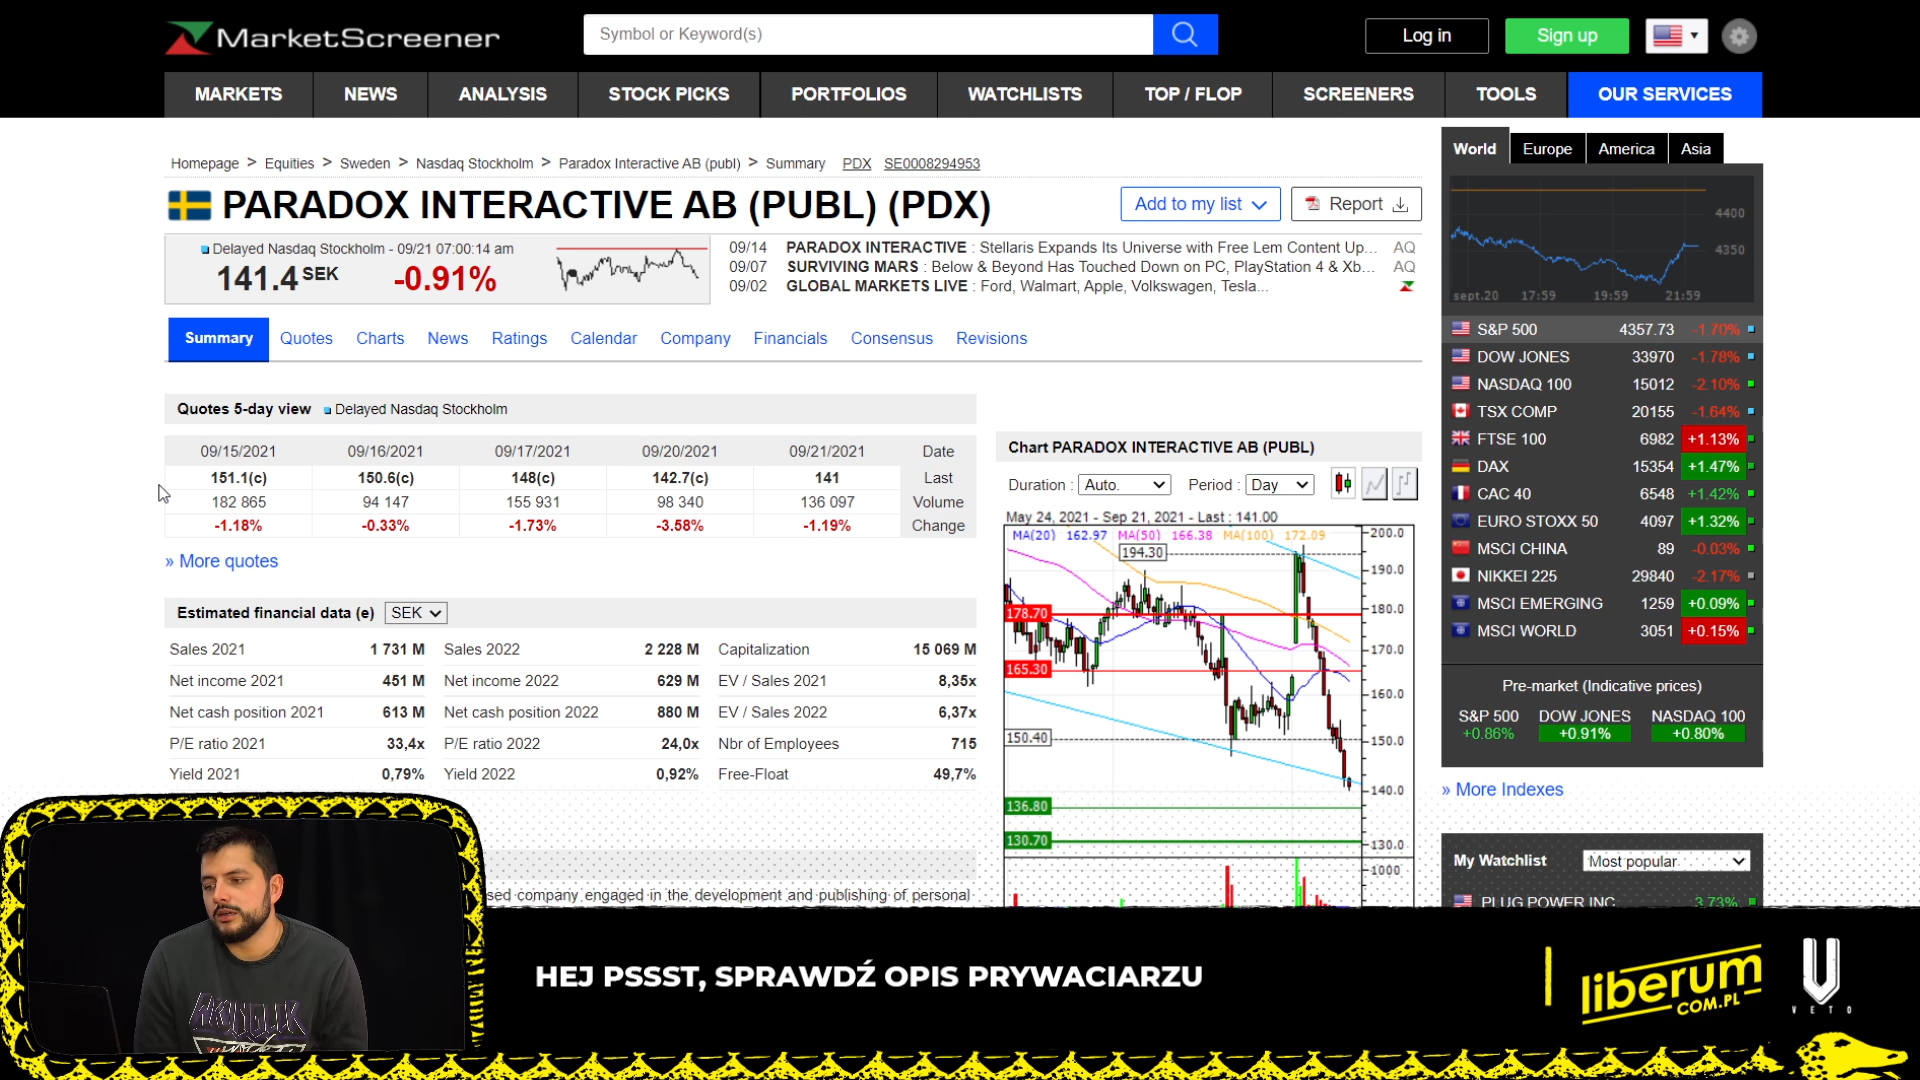 MarketScreener
Symbol or Keyword(s)
Log in
Sign up
MARKETS NEWS ANALYSIS STOCK PICKS PORTFOLIOS WATCHLISTS TOP / FLOP SCREENERS TOOLS OUR SERVICES
Homepage > Equities > Sweden > Nasdaq Stockholm > Paradox Interactive AB (publ) > Summary PDX SE0008294953
PARADOX INTERACTIVE AB (PUBL) (PDX)
Add to my list
Report
Delayed Nasdaq Stockholm - 09/21 07:00:14 am
141.4 SEK -0.91%
09/14 PARADOX INTERACTIVE : Stellaris Expands Its Universe with Free Lem Content Up... AQ
09/07 SURVIVING MARS : Below & Beyond Has Touched Down on PC, PlayStation 4 & Xb... AQ
09/02 GLOBAL MARKETS LIVE : Ford, Walmart, Apple, Volkswagen, Tesla...
Summary Quotes Charts News Ratings Calendar Company Financials Consensus Revisions
Quotes 5-day view Delayed Nasdaq Stockholm
09/15/2021 09/16/2021 09/17/2021 09/20/2021 09/21/2021 Date
151.1(c) 150.6(c) 148(c) 142.7(c) 141 Last
182 865 94 147 155 931 98 340 136 097 Volume
-1.18% -0.33% -1.73% -3.58% -1.19% Change
» More quotes
Estimated financial data (e) SEK
Sales 2021 1 731 M Sales 2022 2 228 M Capitalization 15 069 M
Net income 2021 451 M Net income 2022 629 M EV / Sales 2021 8,35x
Net cash position 2021 613 M Net cash position 2022 880 M EV / Sales 2022 6,37x
P/E ratio 2021 33,4x P/E ratio 2022 24,0x Nbr of Employees 715
Yield 2021 0,79% Yield 2022 0,92% Free-Float 49,7%
sed company engaged in the development and publishing of personal
Chart PARADOX INTERACTIVE AB (PUBL)
Duration : Auto. Period : Day
May 24, 2021 - Sep 21, 2021 - Last : 141.00
MA(20) 162.97 MA(50) 166.38 MA(100) 172.09
200.0
194.30
190.0
180.0
178.70
170.0
165.30
160.0
150.40
150.0
140.0
136.80
130.70
130.0
1000
World Europe America Asia
4400
4350
sept.20 17:59 19:59 21:59
S&P 500 4357.73 -1.70%
DOW JONES 33970 -1.78%
NASDAQ 100 15012 -2.10%
TSX COMP 20155 -1.64%
FTSE 100 6982 +1.13%
DAX 15354 +1.47%
CAC 40 6548 +1.42%
EURO STOXX 50 4097 +1.32%
MSCI CHINA 89 -0.03%
NIKKEI 225 29840 -2.17%
MSCI EMERGING 1259 +0.09%
MSCI WORLD 3051 +0.15%
Pre-market (Indicative prices)
S&P 500 DOW JONES NASDAQ 100
+0.86% +0.91% +0.80%
» More Indexes
My Watchlist Most popular
PLUG POWER INC. 3.73%
HEJ PSSST, SPRAWDŹ OPIS PRYWACIARZU
liberum
COM.PL
VETO